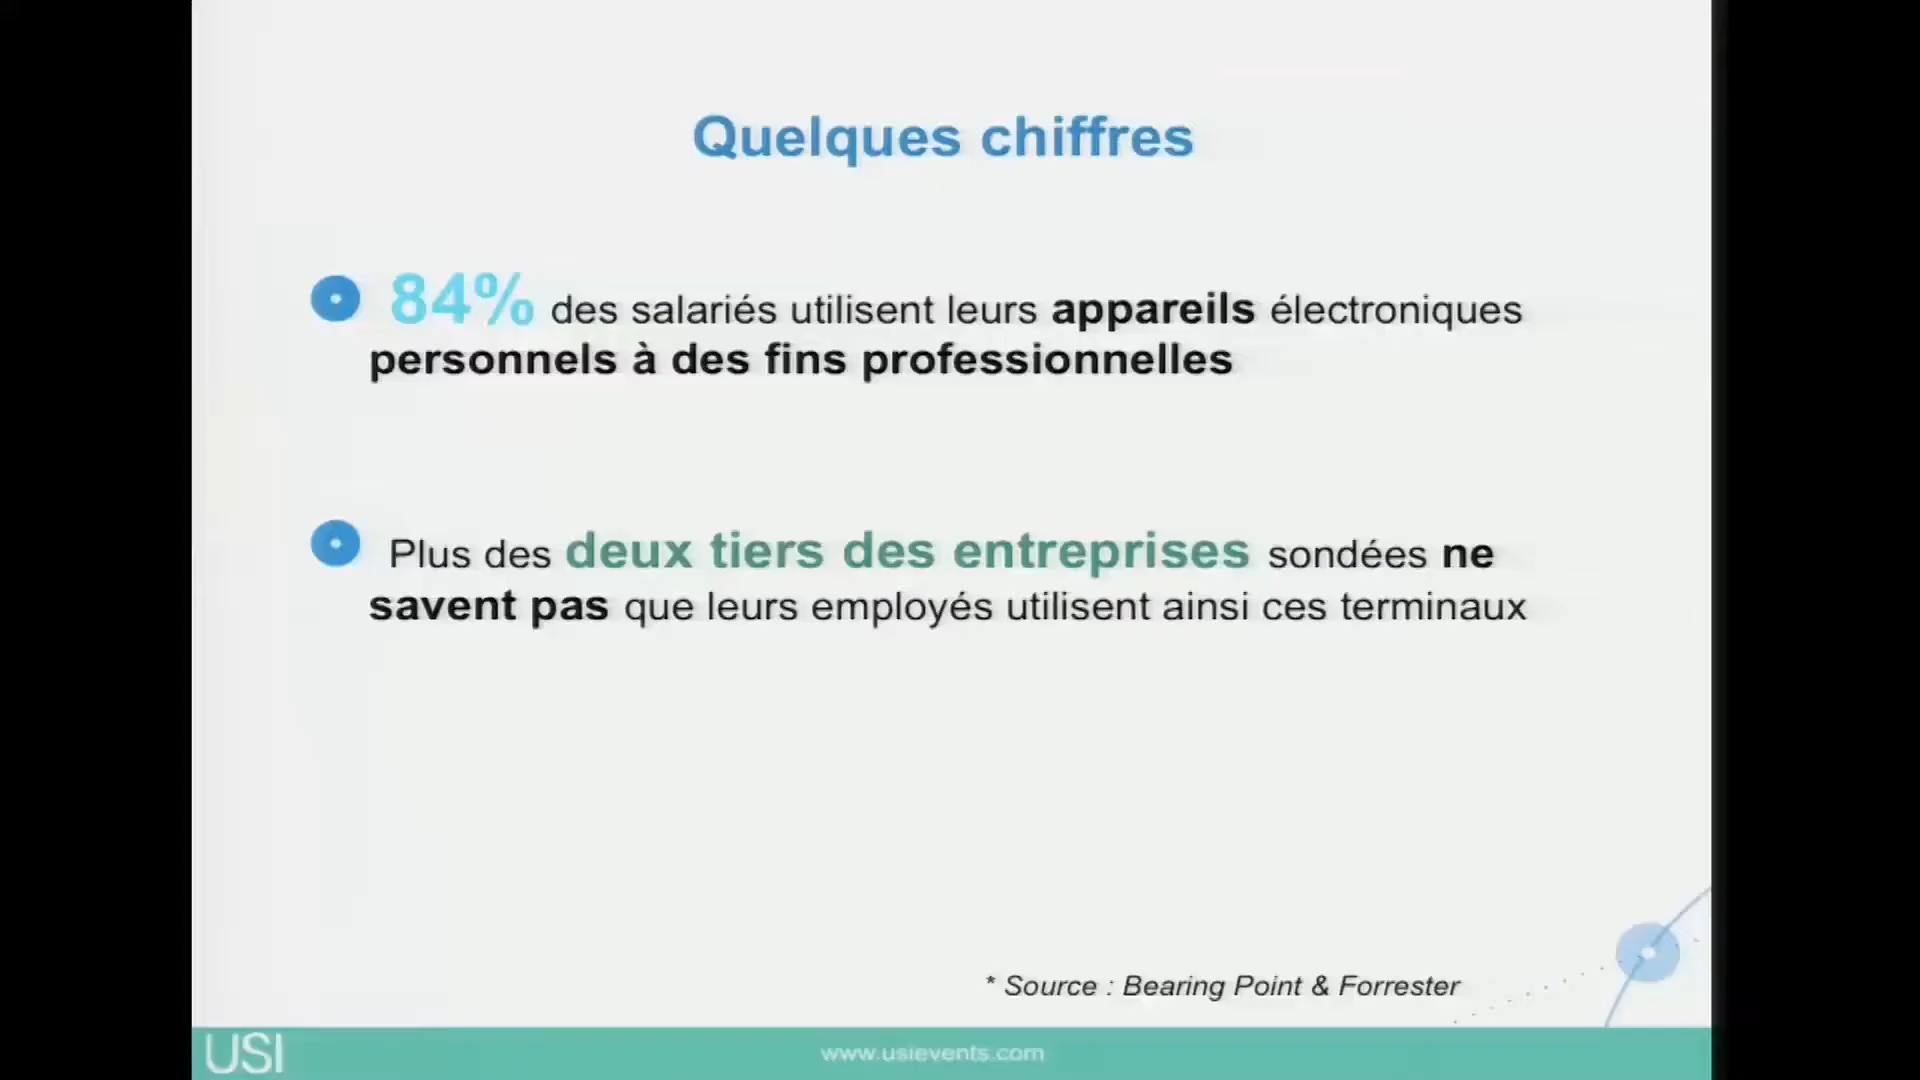 Quelques chiffres
84% des salariés utilisent leurs appareils électroniques
personnels à des fins professionnelles
Plus des deux tiers des entreprises sondées ne
savent pas que leurs employés utilisent ainsi ces terminaux
* Source : Bearing Point & Forrester
USI
www.usievents.com